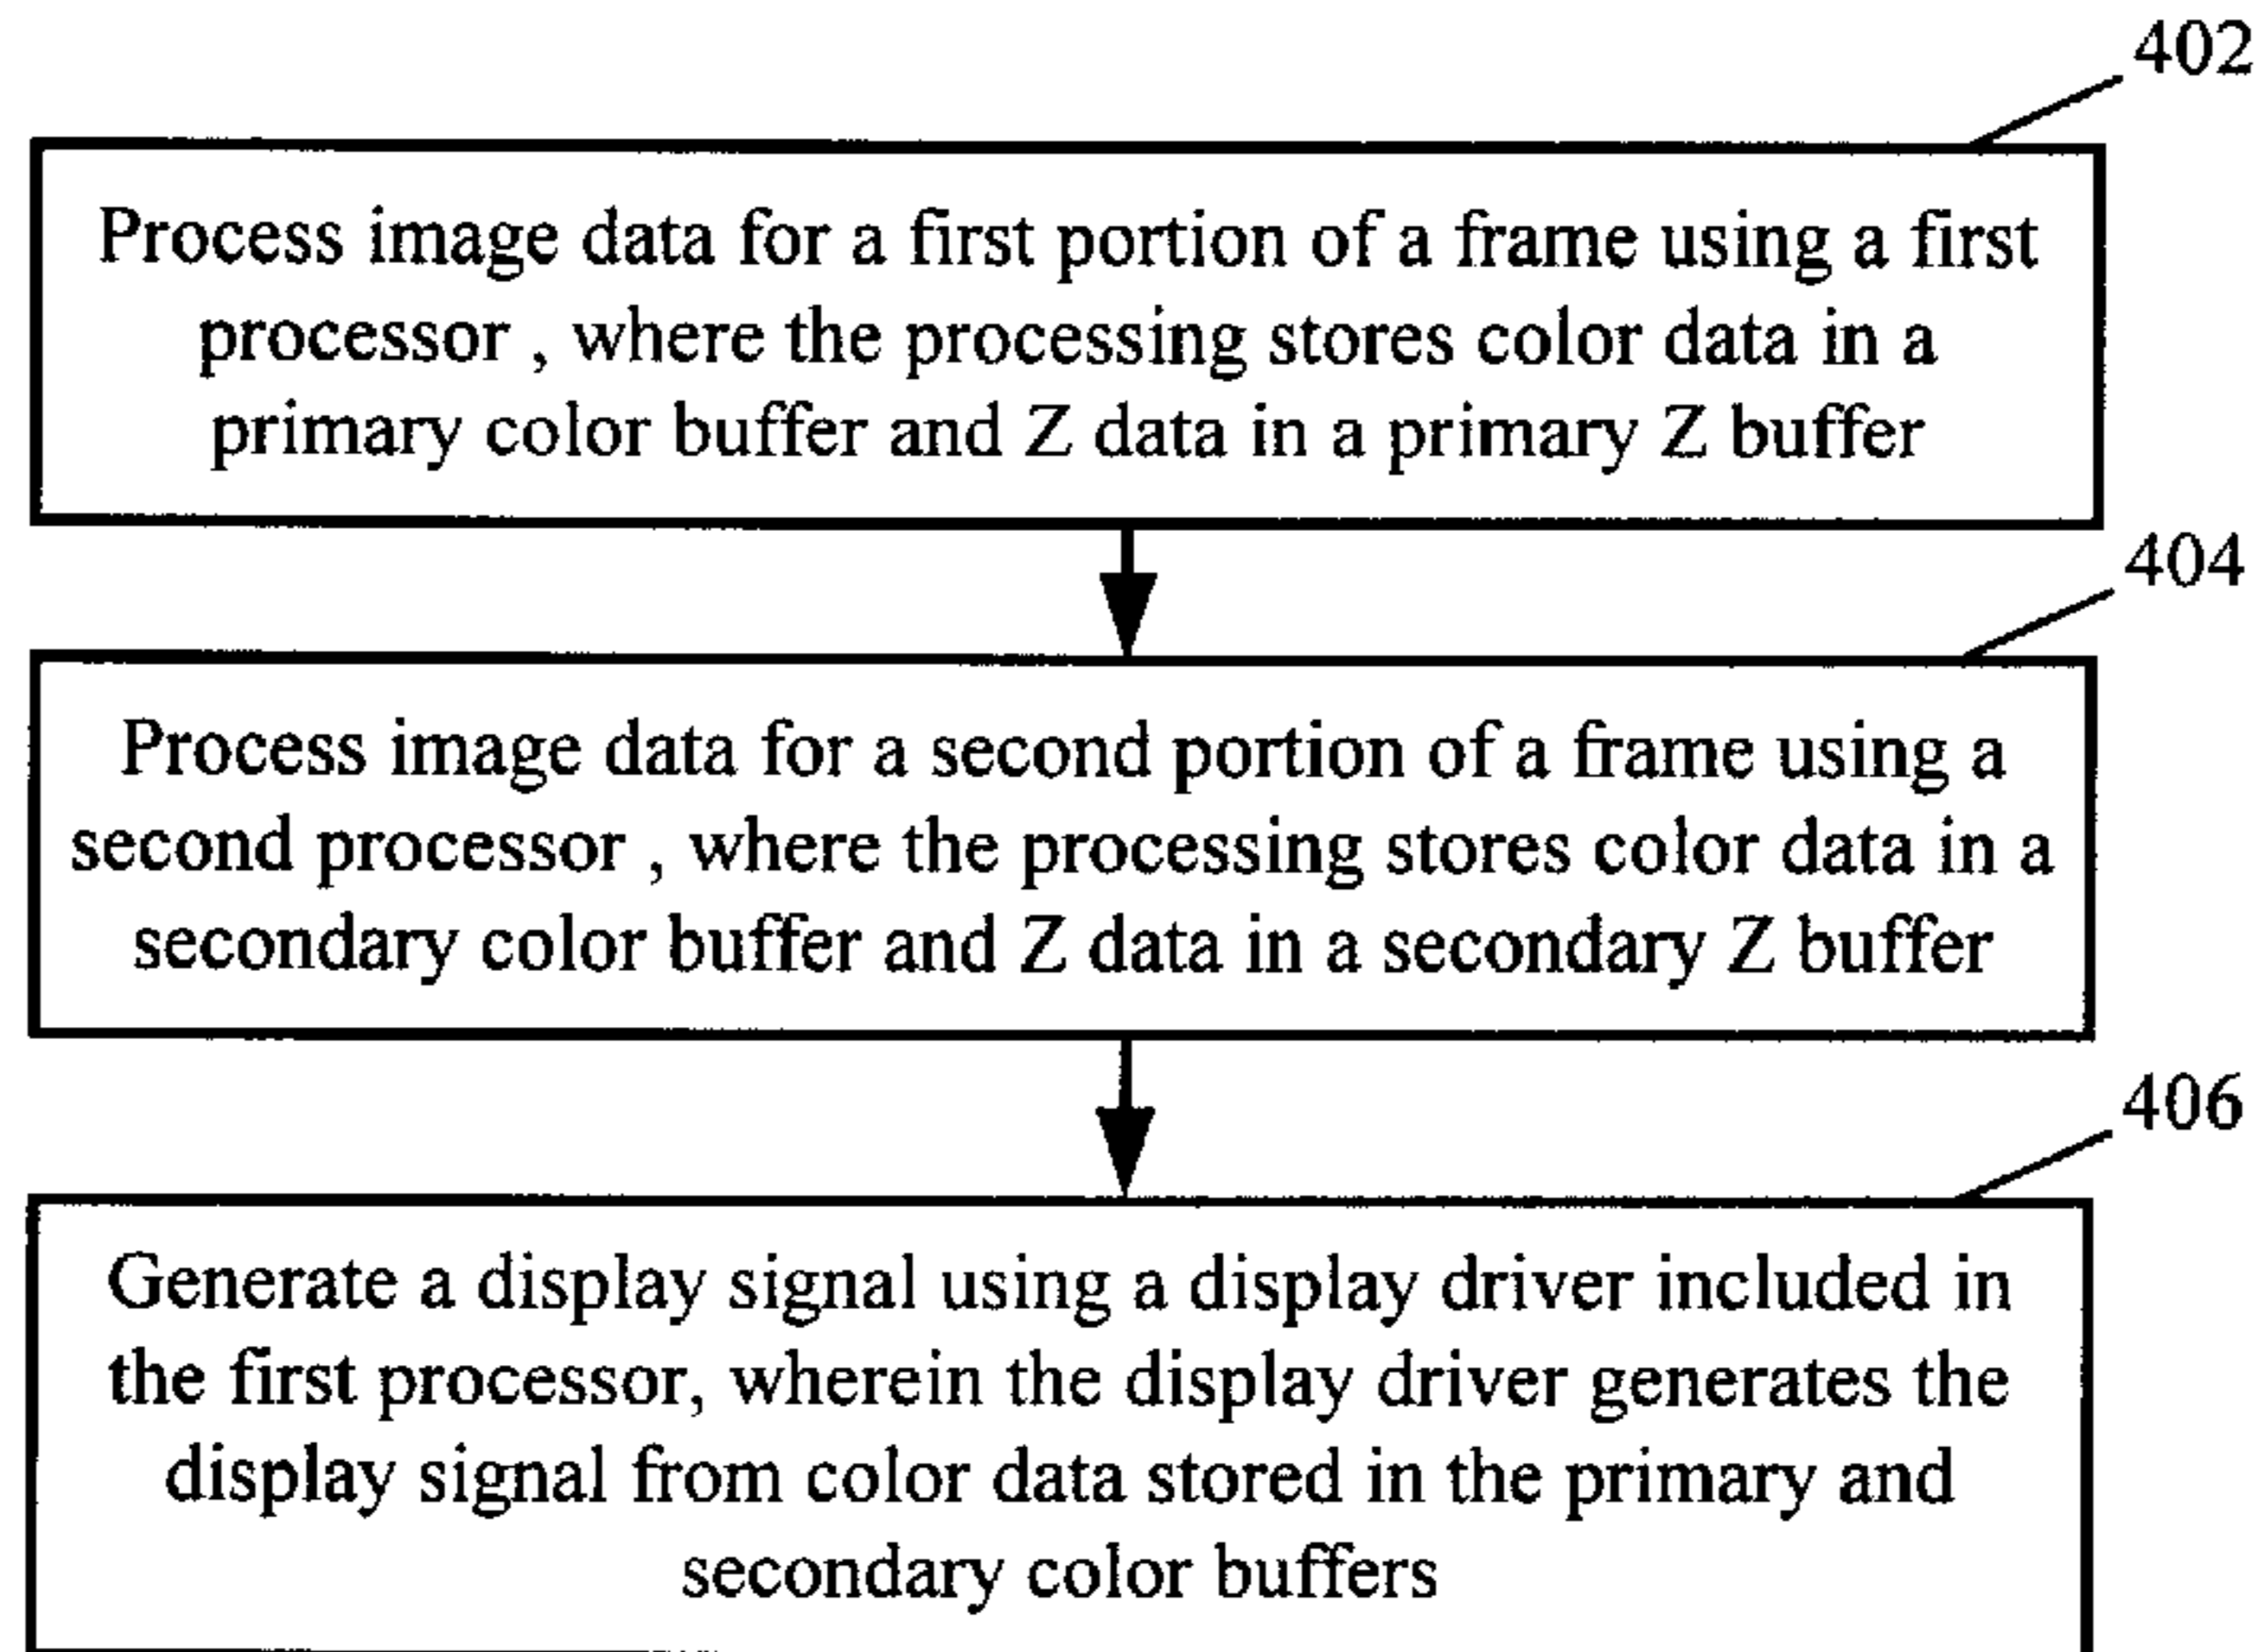 402
Process image data for a first portion of a frame using a first
processor , where the processing stores color data in a
primary color buffer and Z data in a primary Z buffer
404
Process image data for a second portion of a frame using a
second processor , where the processing stores color data in a
secondary color buffer and Z data in a secondary Z buffer
406
Generate a display signal using a display driver included in
the first processor, wherein the display driver generates the
display signal from color data stored in the primary and
secondary color buffers